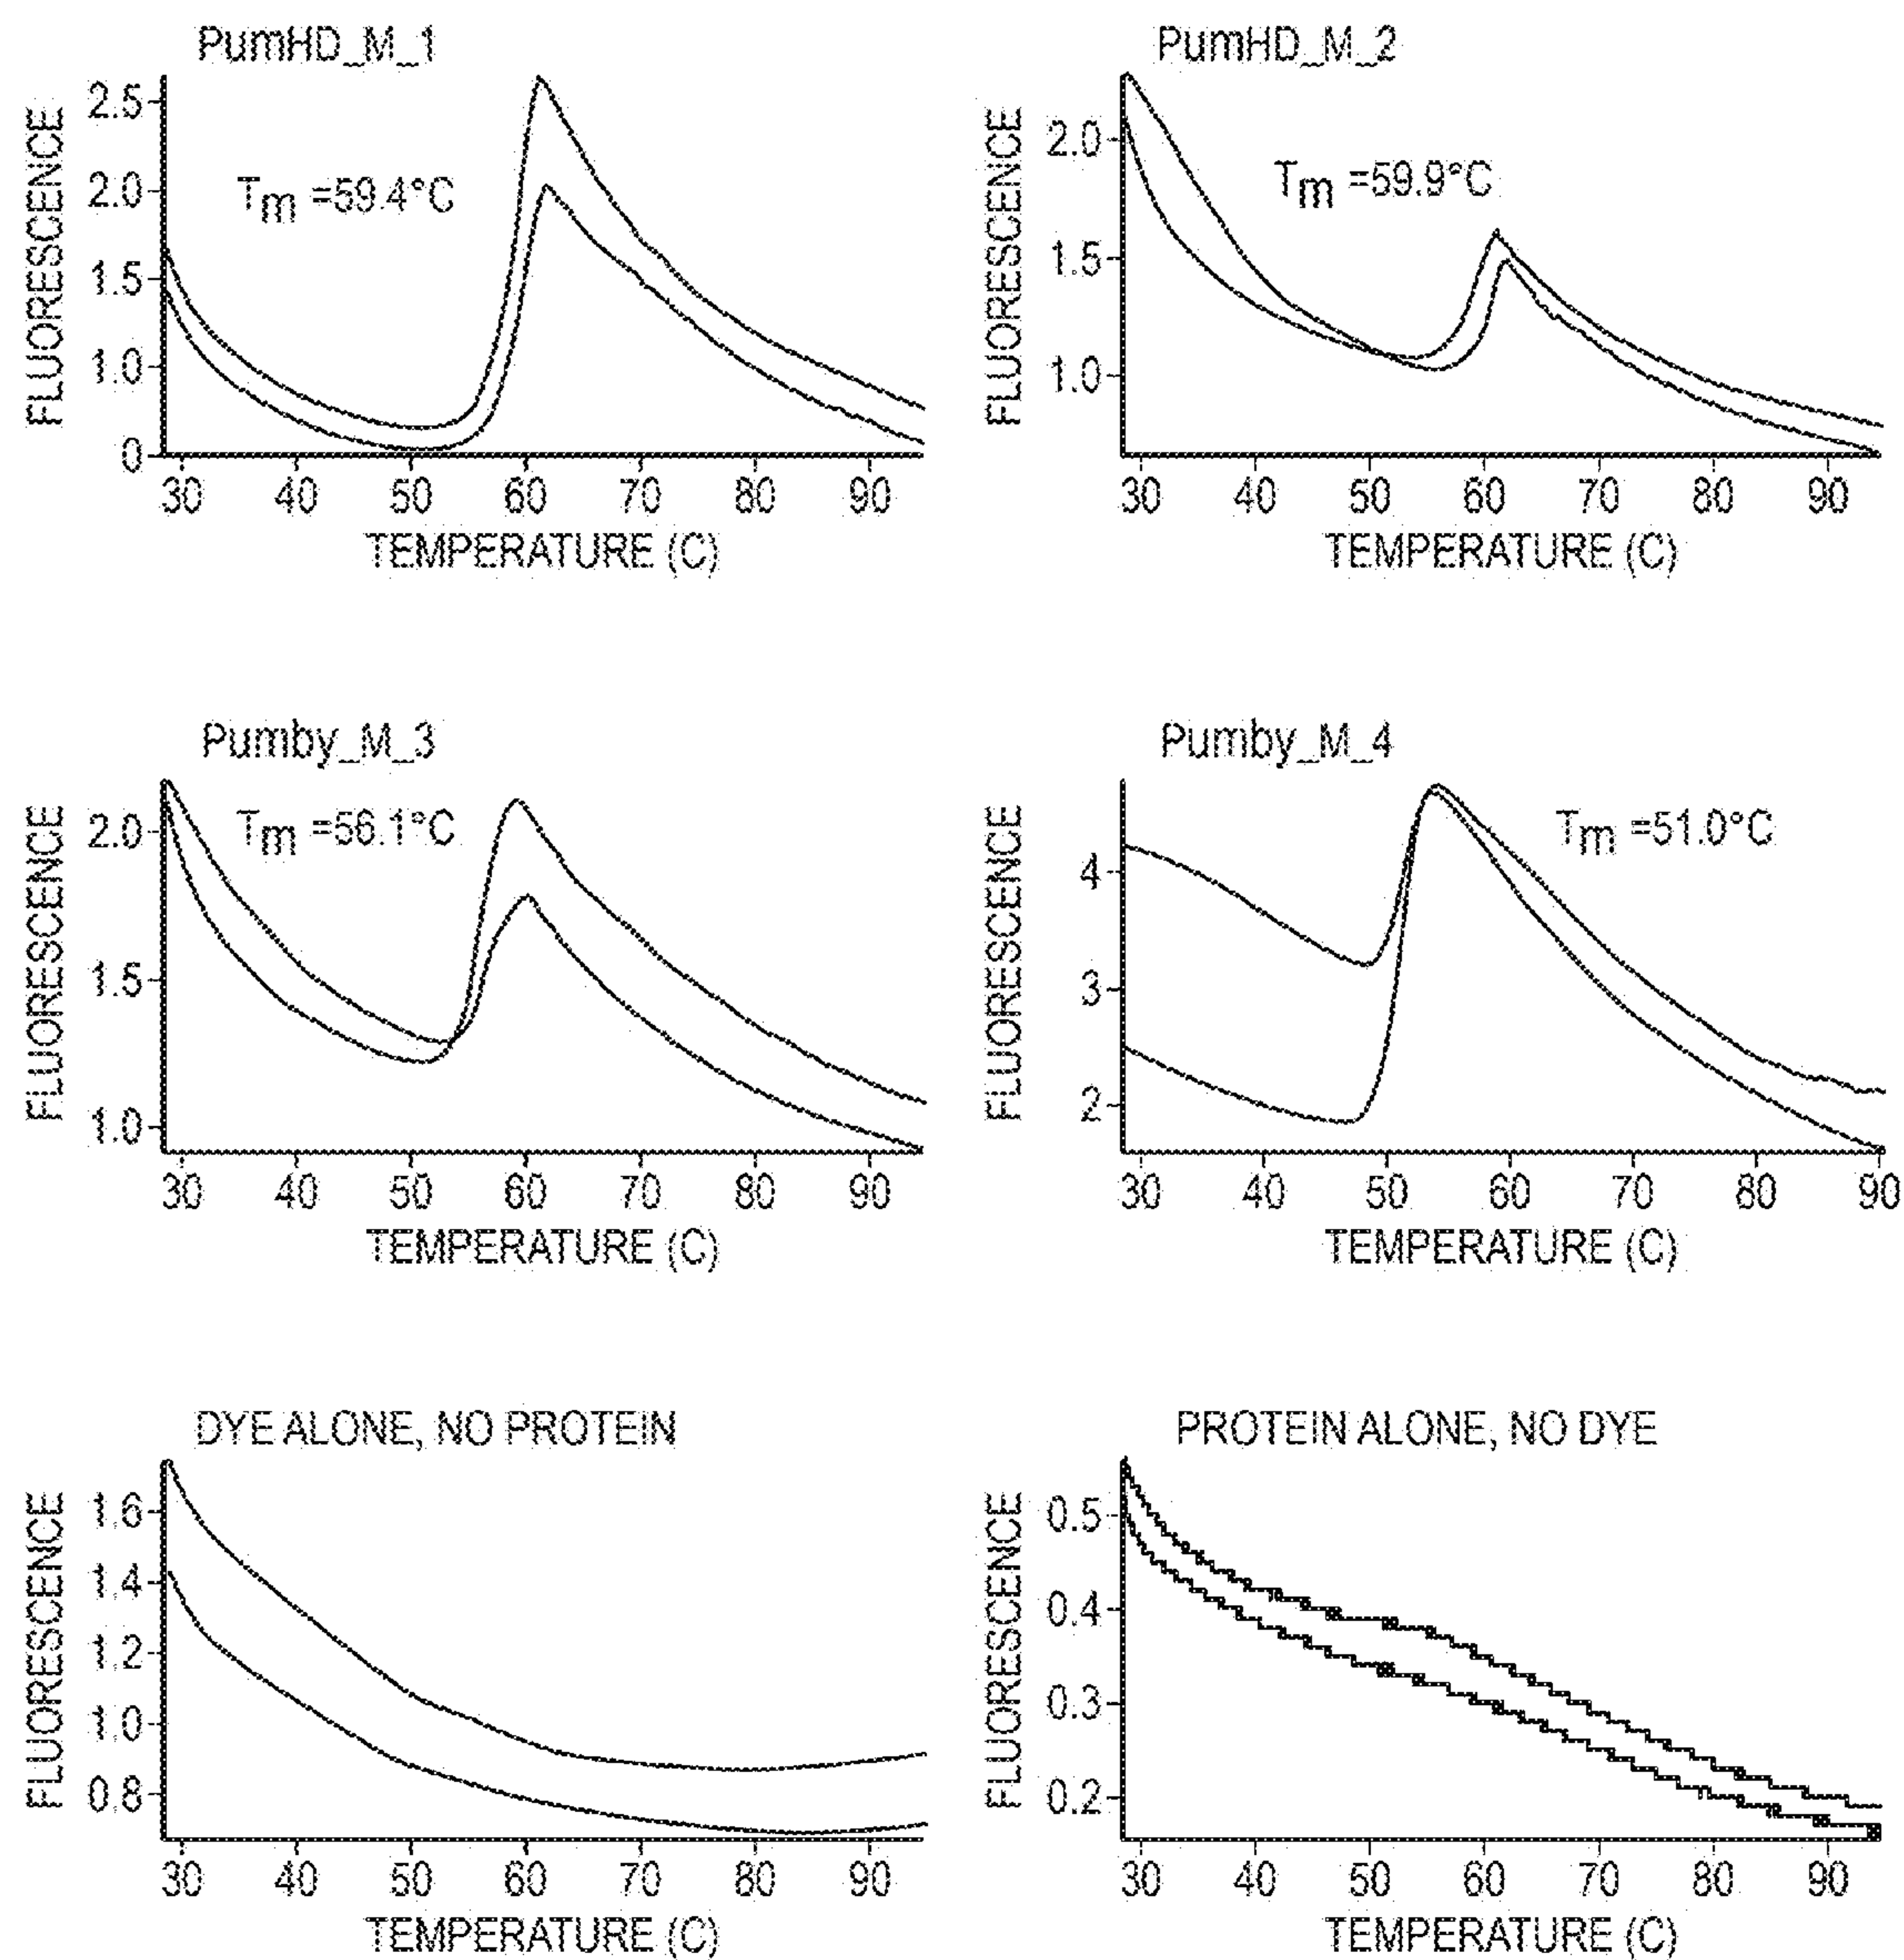 PumHD_M_1
FLUORESCENCE
2.5
2.0
1.5
1.0
0
Tm =59.4°C
30 40 50 60 70 80 90
TEMPERATURE (C)
PumHD_M_2
FLUORESCENCE
2.0
1.5
1.0
Tm =59.9°C
30 40 50 60 70 80 90
TEMPERATURE (C)
Pumby_M_3
FLUORESCENCE
2.0
1.5
1.0
Tm =56.1°C
30 40 50 60 70 80 90
TEMPERATURE (C)
Pumby_M_4
FLUORESCENCE
4
3
2
Tm =51.0°C
30 40 50 60 70 80 90
TEMPERATURE (C)
DYE ALONE, NO PROTEIN
FLUORESCENCE
1.6
1.4
1.2
1.0
0.8
30 40 50 60 70 80 90
TEMPERATURE (C)
PROTEIN ALONE, NO DYE
FLUORESCENCE
0.5
0.4
0.3
0.2
30 40 50 60 70 80 90
TEMPERATURE (C)